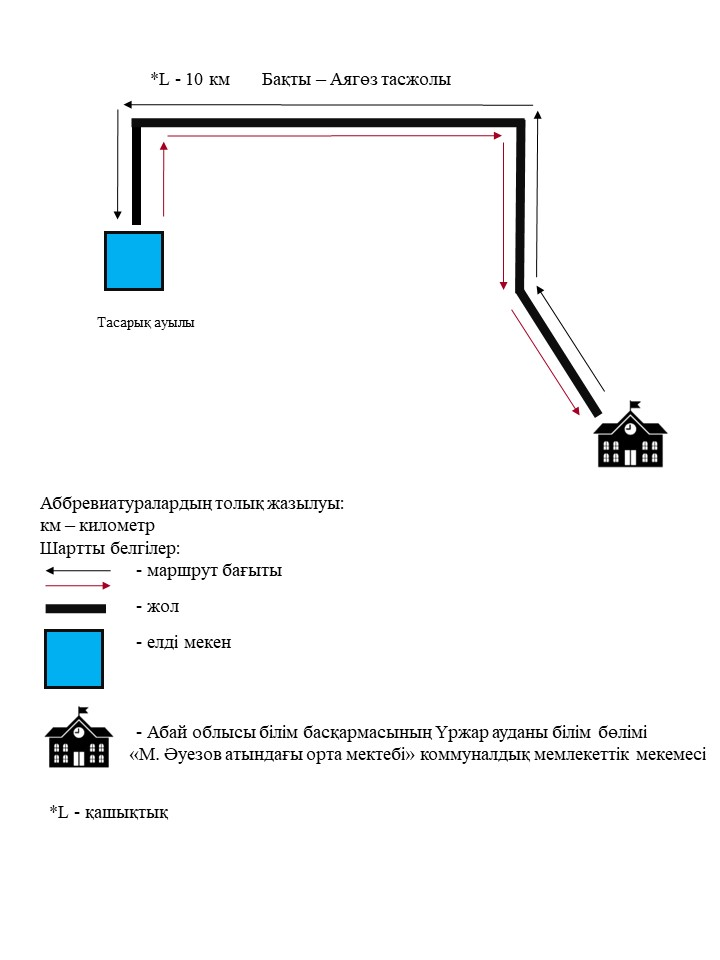 *L - 10 км Бақты – Аягөз тасжолы
Тасарық ауылы
Аббревиатуралардың толық жазылуы:
км – километр
Шартты белгілер:
- маршрут бағыты
- жол
- елді мекен
- Абай облысы білім басқармасының Үржар ауданы білім бөлімі
«М. Әуезов атындағы орта мектебі» коммуналдық мемлекеттік мекемесі
*L - қашықтық